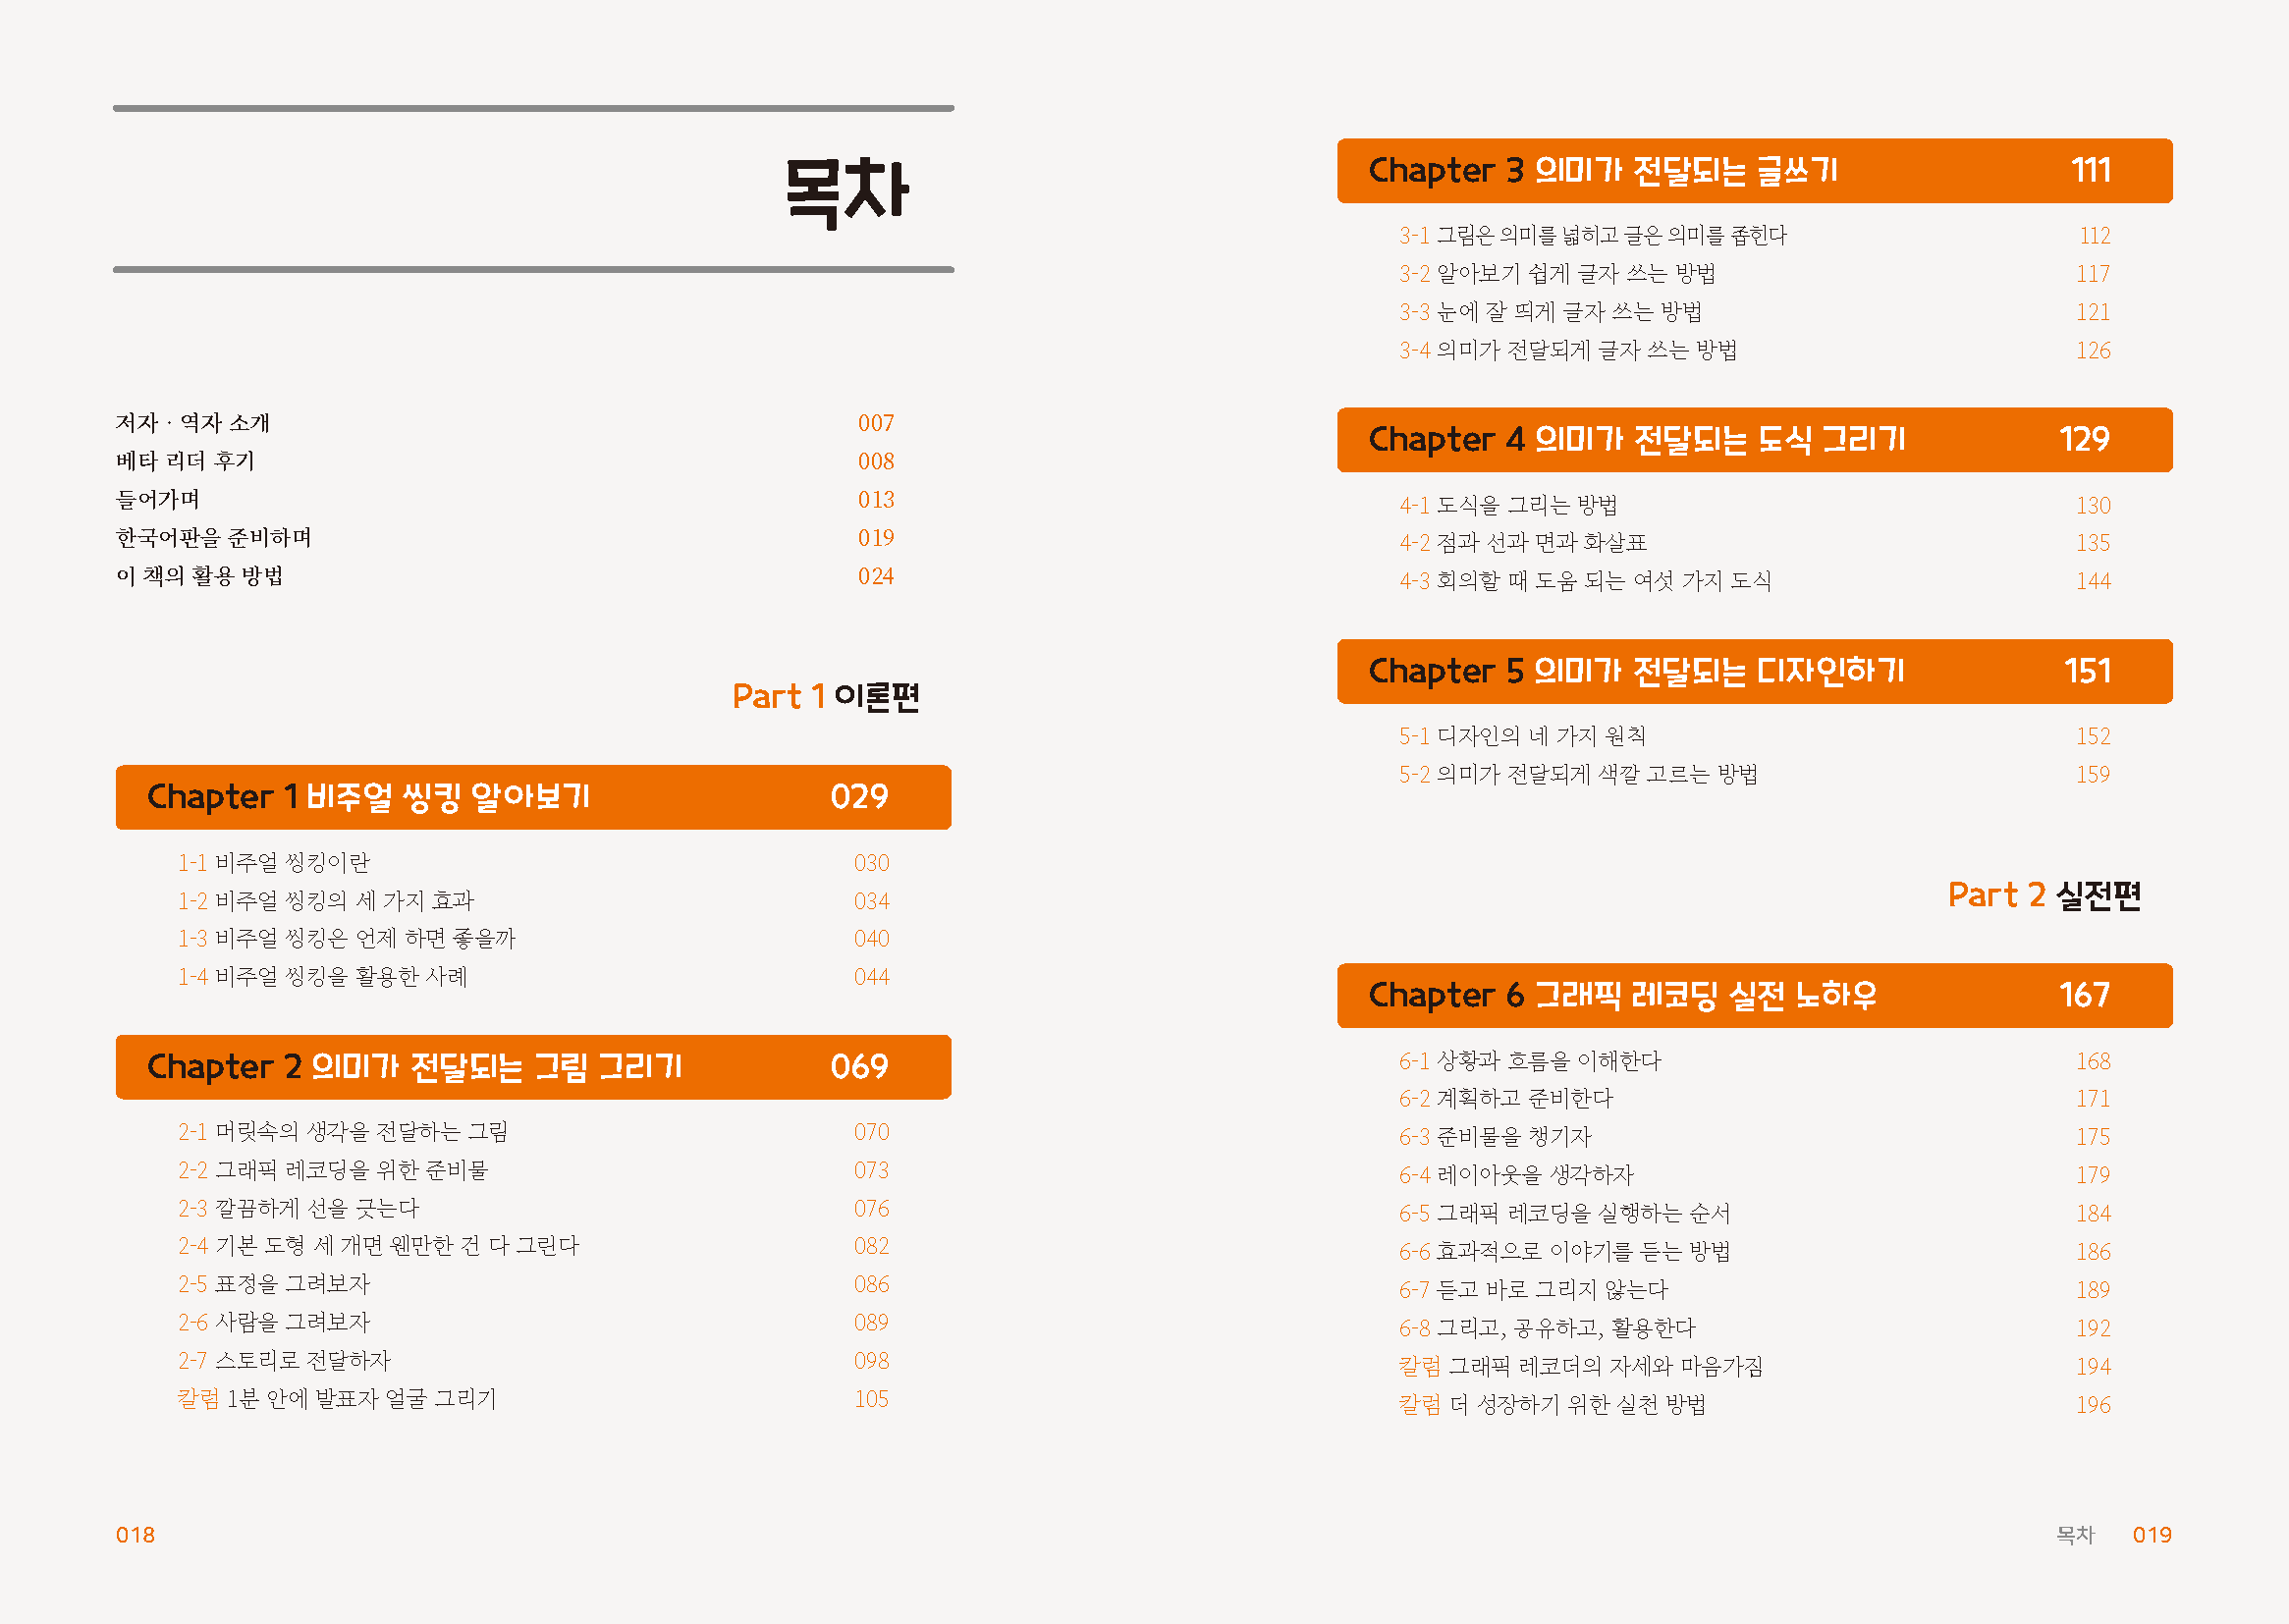 목차
저자 · 역자 소개 007
베타 리더 후기 008
들어가며 013
한국어판을 준비하며 019
이 책의 활용 방법 024
Part 1 이론편
Chapter 1 비주얼 씽킹 알아보기 029
1-1 비주얼 씽킹이란 030
1-2 비주얼 씽킹의 세 가지 효과 034
1-3 비주얼 씽킹은 언제 하면 좋을까 040
1-4 비주얼 씽킹을 활용한 사례 044
Chapter 2 의미가 전달되는 그림 그리기 069
2-1 머릿속의 생각을 전달하는 그림 070
2-2 그래픽 레코딩을 위한 준비물 073
2-3 깔끔하게 선을 긋는다 076
2-4 기본 도형 세 개면 웬만한 건 다 그린다 082
2-5 표정을 그려보자 086
2-6 사람을 그려보자 089
2-7 스토리로 전달하자 098
칼럼 1분 안에 발표자 얼굴 그리기 105
018
Chapter 3 의미가 전달되는 글쓰기 111
3-1 그림은 의미를 넓히고 글은 의미를 좁힌다 112
3-2 알아보기 쉽게 글자 쓰는 방법 117
3-3 눈에 잘 띄게 글자 쓰는 방법 121
3-4 의미가 전달되게 글자 쓰는 방법 126
Chapter 4 의미가 전달되는 도식 그리기 129
4-1 도식을 그리는 방법 130
4-2 점과 선과 면과 화살표 135
4-3 회의할 때 도움 되는 여섯 가지 도식 144
Chapter 5 의미가 전달되는 디자인하기 151
5-1 디자인의 네 가지 원칙 152
5-2 의미가 전달되게 색깔 고르는 방법 159
Part 2 실전편
Chapter 6 그래픽 레코딩 실전 노하우 167
6-1 상황과 흐름을 이해한다 168
6-2 계획하고 준비한다 171
6-3 준비물을 챙기자 175
6-4 레이아웃을 생각하자 179
6-5 그래픽 레코딩을 실행하는 순서 184
6-6 효과적으로 이야기를 듣는 방법 186
6-7 듣고 바로 그리지 않는다 189
6-8 그리고, 공유하고, 활용한다 192
칼럼 그래픽 레코더의 자세와 마음가짐 194
칼럼 더 성장하기 위한 실천 방법 196
목차 019